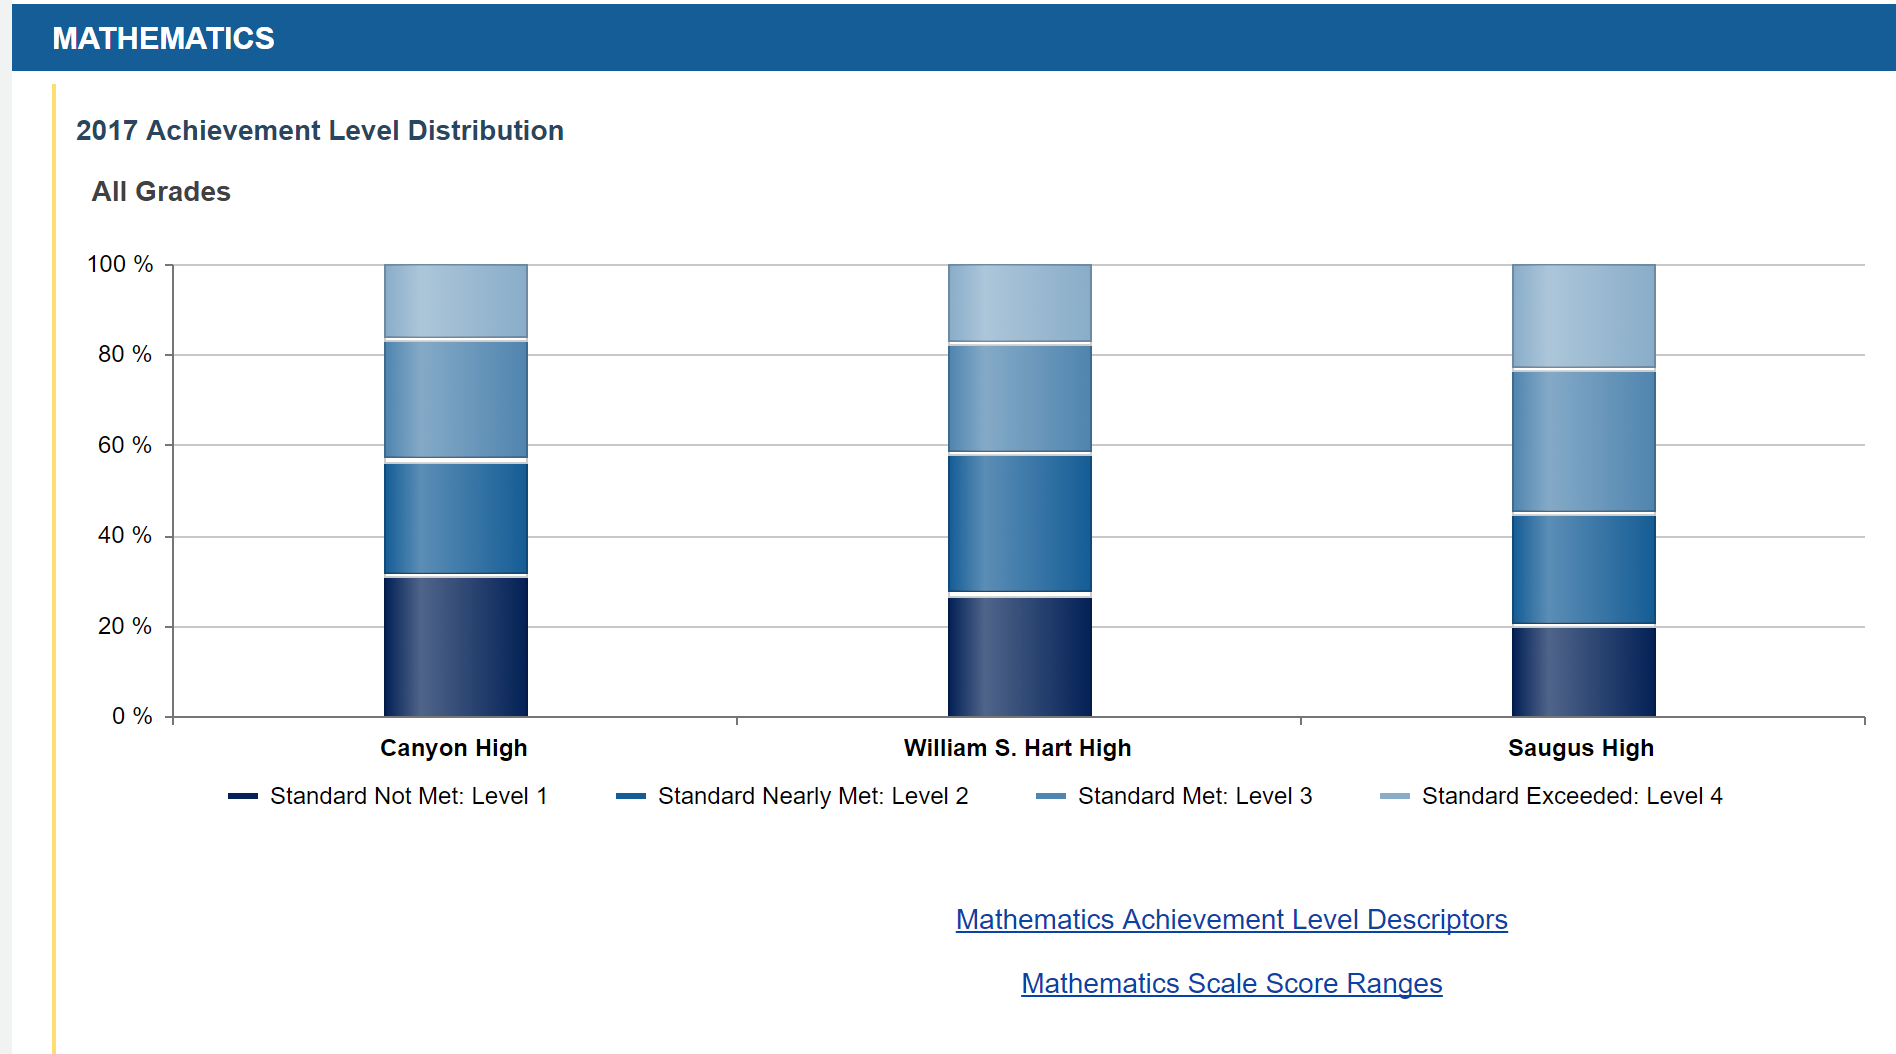 MATHEMATICS
2017 Achievement Level Distribution
All Grades
100 %
80 %
60 %
40 %
20 %
0 %
Canyon High William S. Hart High Saugus High
Standard Not Met: Level 1 Standard Nearly Met: Level 2 Standard Met: Level 3 Standard Exceeded: Level 4
Mathematics Achievement Level Descriptors
Mathematics Scale Score Ranges